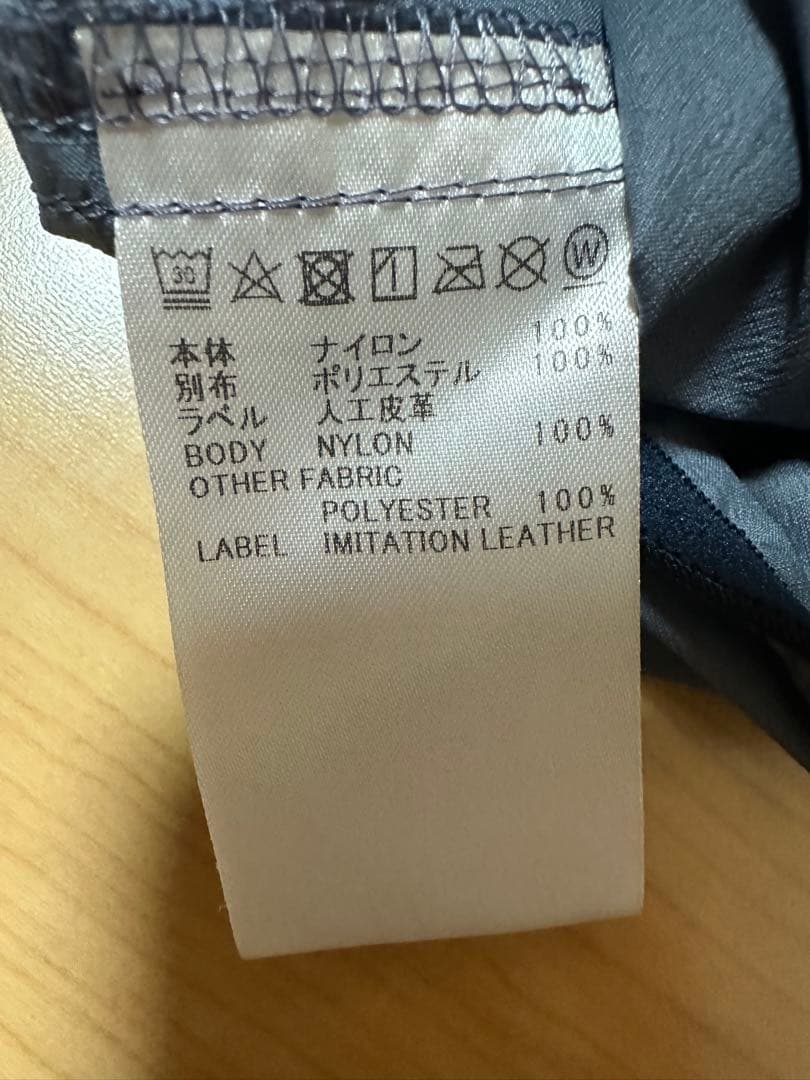 30 W
本体 ナイロン 100%
別布 ポリエステル 100%
ラベル 人工皮革
BODY NYLON 100%
OTHER FABRIC
POLYESTER 100%
LABEL IMITATION LEATHER